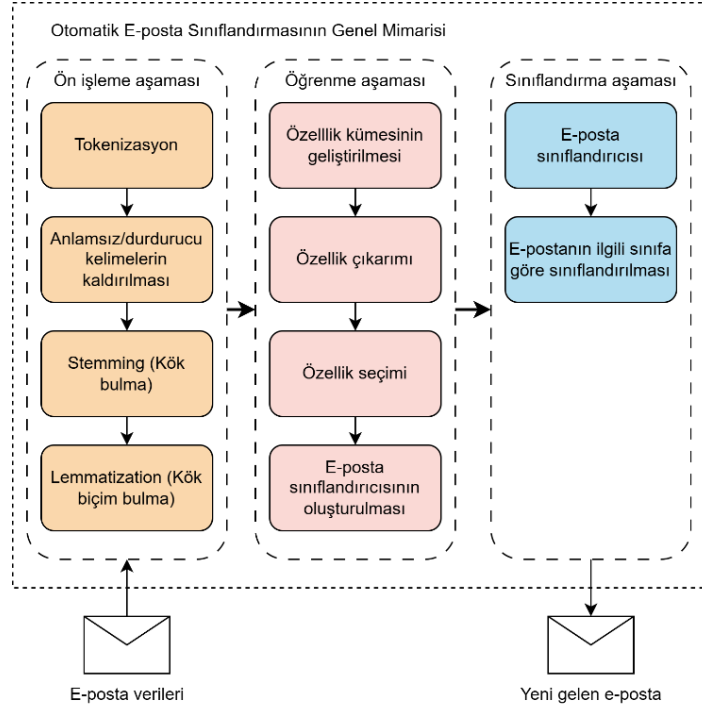 Otomatik E-posta Sınıflandırmasının Genel Mimarisi
Ön işleme aşaması
Tokenizasyon
Anlamsız/durdurucu
kelimelerin
kaldırılması
Stemming (Kök
bulma)
Lemmatization (Kök
biçim bulma)
Öğrenme aşaması
Özelllik kümesinin
geliştirilmesi
Özellik çıkarımı
Özellik seçimi
E-posta
sınıflandırıcısının
oluşturulması
Sınıflandırma aşaması
E-posta
sınıflandırıcısı
E-postanın ilgili sınıfa
göre sınıflandırılması
E-posta verileri
Yeni gelen e-posta